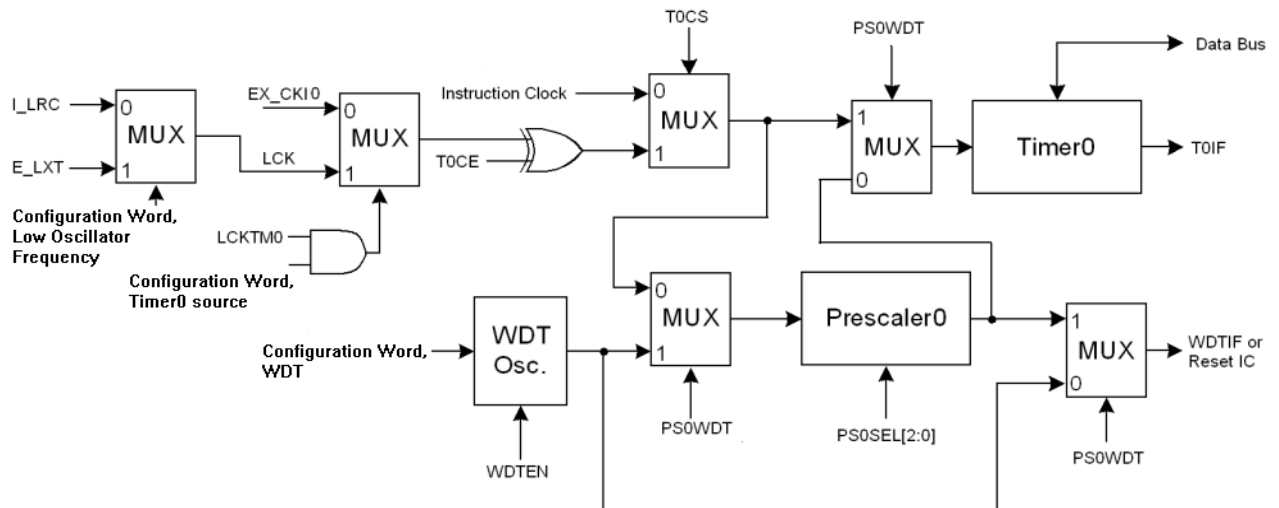 T0CS
PS0WDT
Data Bus
I_LRC
0
MUX
1
E_LXT
LCK
EX_CKI0
0
MUX
1
T0CE
Instruction Clock
0
MUX
1
1
MUX
0
Timer0
T0IF
Configuration Word,
Low Oscillator
Frequency
LCKTM0
Configuration Word,
Timer0 source
Configuration Word,
WDT
WDT
Osc.
WDTEN
0
MUX
1
PS0WDT
Prescaler0
PS0SEL[2:0]
1
MUX
0
WDTIF or
Reset IC
PS0WDT